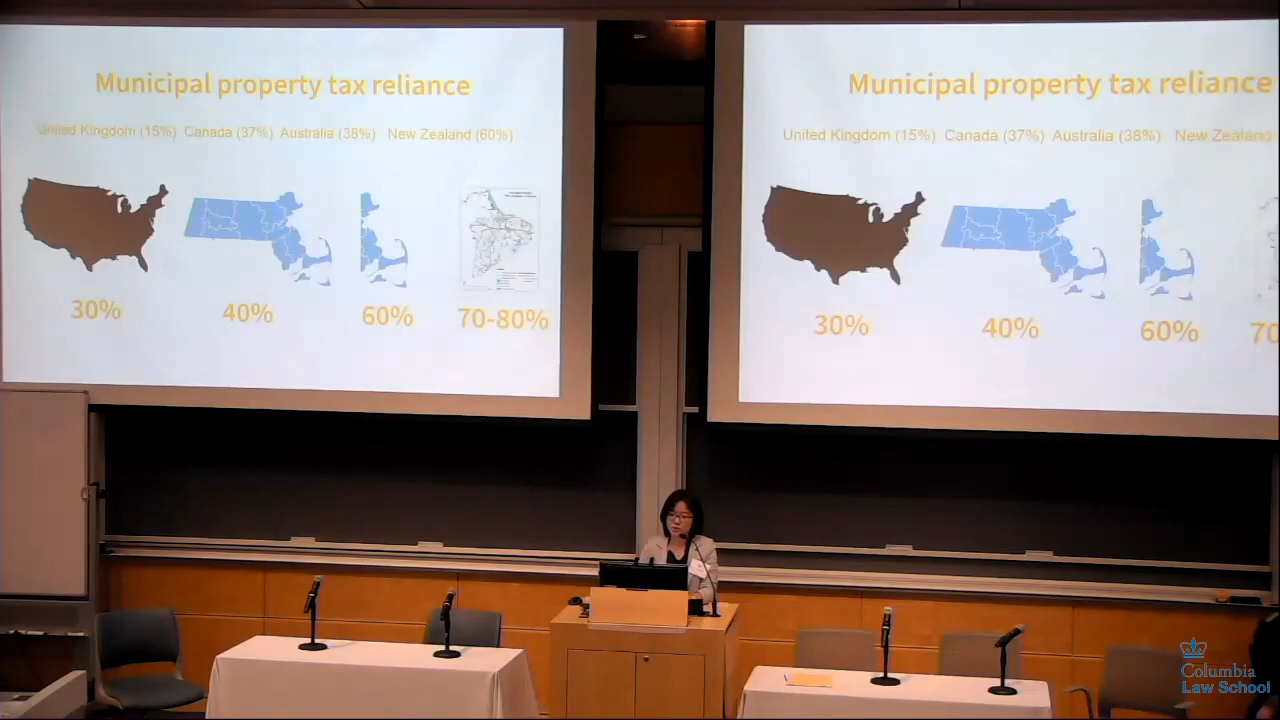 Municipal property tax reliance
United Kingdom (15%) Canada (37%) Australia (38%) New Zealand (60%)
30%
40%
60%
70-80%
Municipal property tax reliance
United Kingdom (15%) Canada (37%) Australia (38%) New Zealand
30%
40%
60%
70
Columbia
Law School